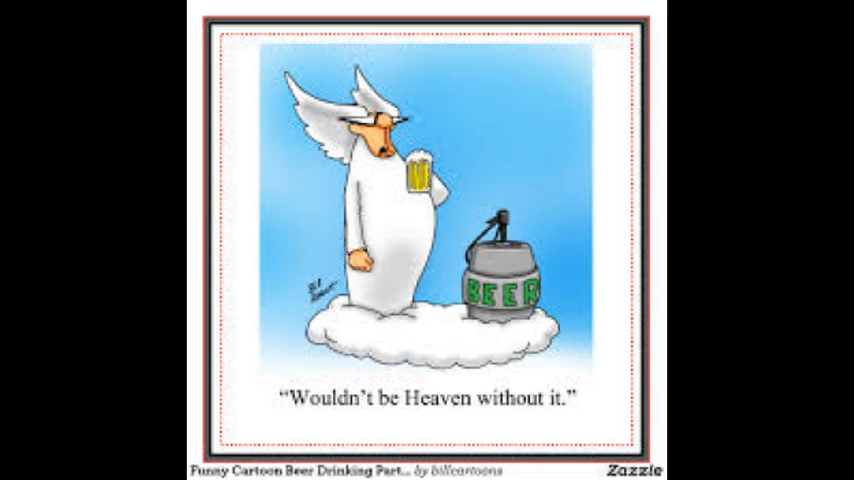 BEER
“Wouldn’t be Heaven without it.”
Funny Cartoon Beer Drinking Part... by billcartoons
Zazzle